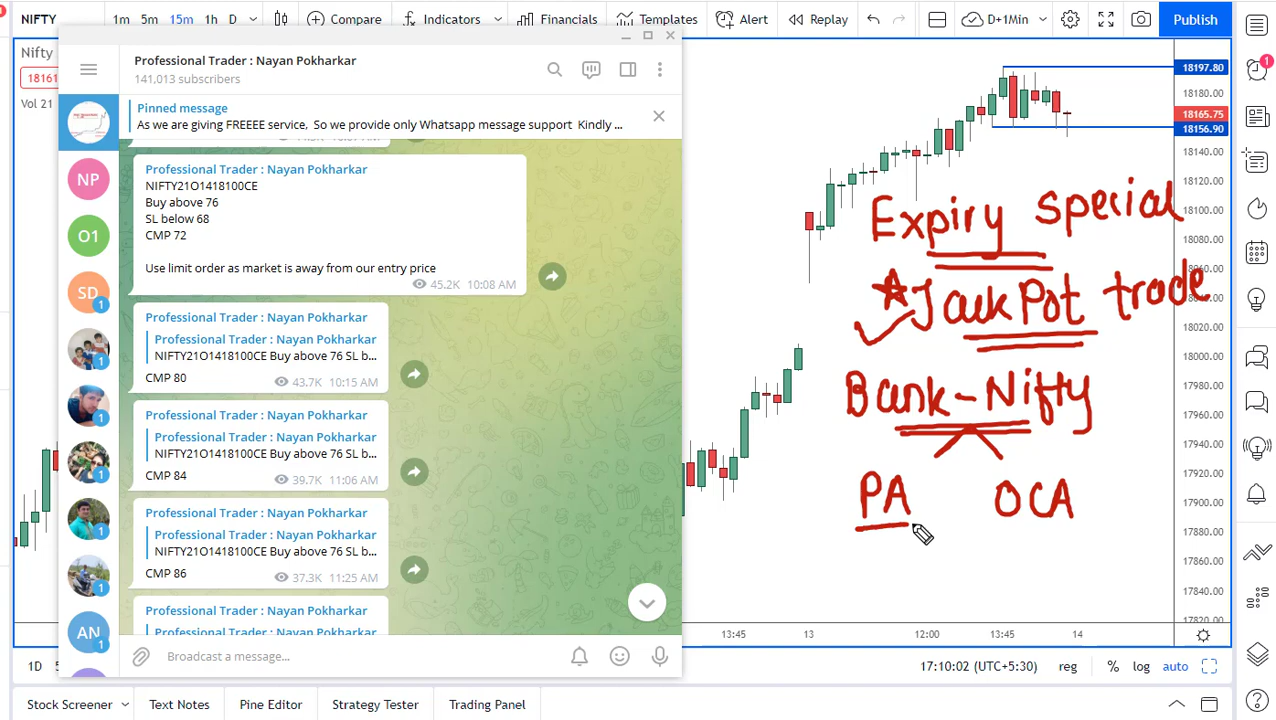 NIFTY 1m 5m 15m 1h D Compare Indicators Financials Templates Alert Replay D+1Min Publish
Nifty
18161
Vol 21
Professional Trader : Nayan Pokharkar
141,013 subscribers
Pinned message
As we are giving FREEEE service, So we provide only Whatsapp message support Kindly ...
Professional Trader : Nayan Pokharkar
NIFTY21O1418100CE
Buy above 76
SL below 68
CMP 72
Use limit order as market is away from our entry price
45.2K 10:08 AM
Professional Trader : Nayan Pokharkar
Professional Trader : Nayan Pokharkar
NIFTY21O1418100CE Buy above 76 SL b...
CMP 80
43.7K 10:15 AM
Professional Trader : Nayan Pokharkar
Professional Trader : Nayan Pokharkar
NIFTY21O1418100CE Buy above 76 SL b...
CMP 84
39.7K 11:06 AM
Professional Trader : Nayan Pokharkar
Professional Trader : Nayan Pokharkar
NIFTY21O1418100CE Buy above 76 SL b...
CMP 86
37.3K 11:25 AM
Professional Trader : Nayan Pokharkar
Professional Trader : Nayan Pokharkar
Broadcast a message...
NP
O1
SD
1
1
1
1
1
1
AN
1
Expiry special
JackPot trade
Bank-Nifty
PA OCA
18197.80
18180.00
18165.75
18156.90
18140.00
18120.00
18100.00
18080.00
18060.00
18040.00
18020.00
18000.00
17980.00
17960.00
17940.00
17920.00
17900.00
17880.00
17860.00
17840.00
17820.00
13:45 13 12:00 13:45 14
1D 17:10:02 (UTC+5:30) reg % log auto
Stock Screener Text Notes Pine Editor Strategy Tester Trading Panel
1